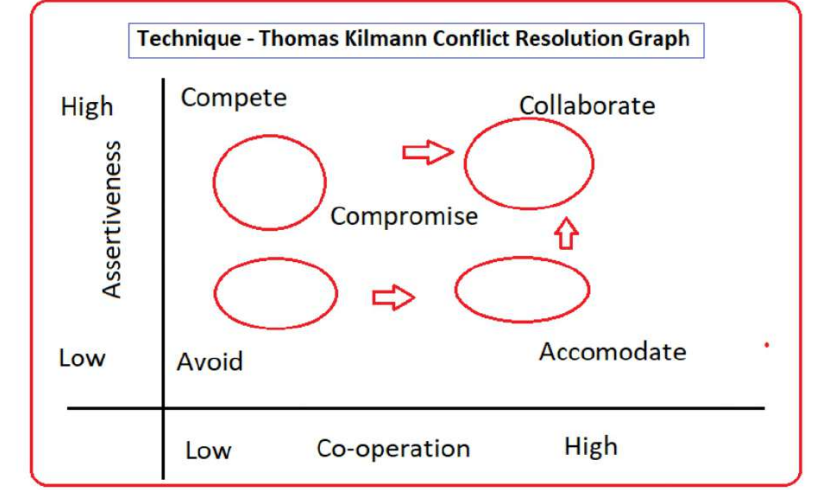 Technique - Thomas Kilmann Conflict Resolution Graph
High
Compete
Collaborate
Assertiveness
Compromise
Low
Avoid
Accomodate
Low
Co-operation
High